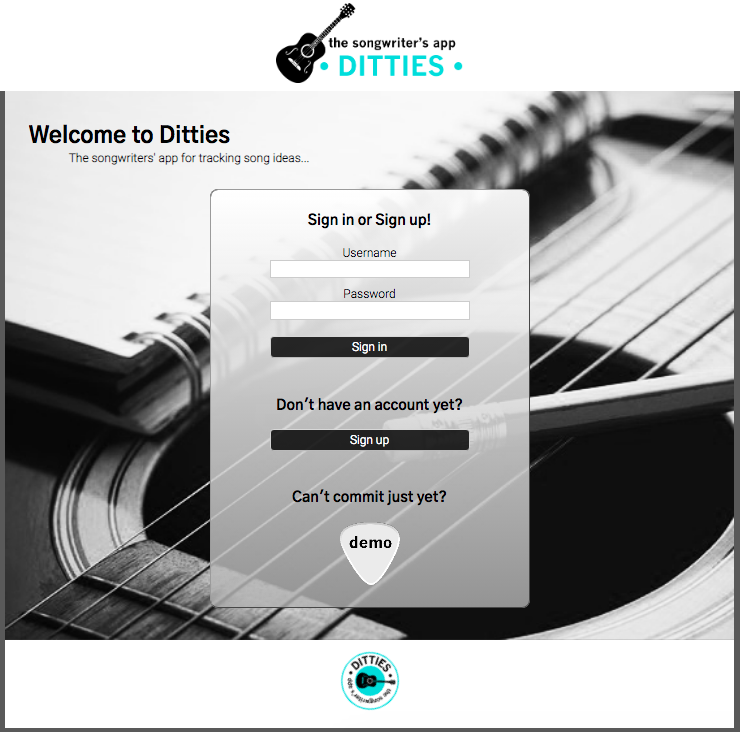 the songwriter's app
• DITTIES •
Welcome to Ditties
The songwriters' app for tracking song ideas...
Sign in or Sign up!
Username
Password
Sign in
Don't have an account yet?
Sign up
Can't commit just yet?
demo
• DITTIES •
the songwriter's app